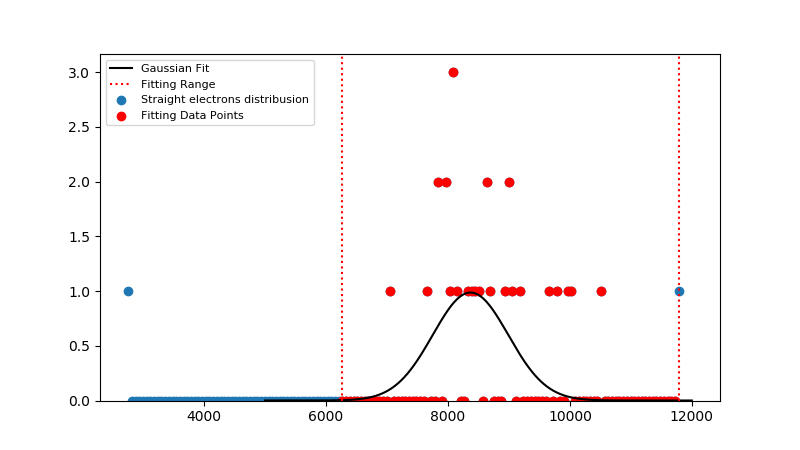 3.0
2.5
2.0
1.5
1.0
0.5
0.0
Gaussian Fit
Fitting Range
Straight electrons distribusion
Fitting Data Points
4000 6000 8000 10000 12000